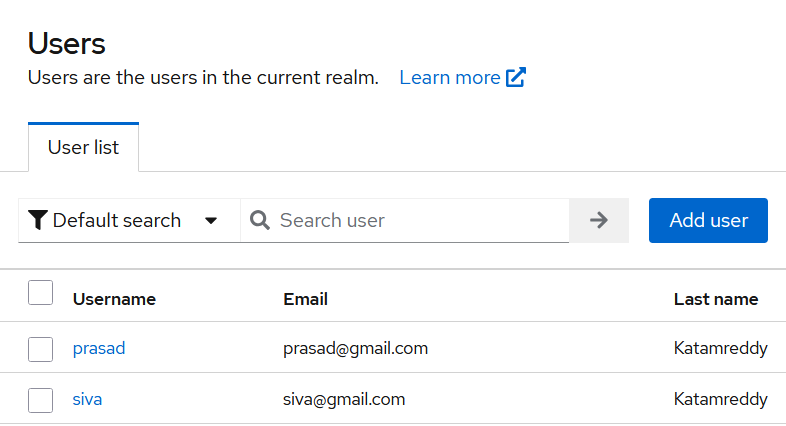 Users
Users are the users in the current realm. Learn more
User list
Default search Search user Add user
Username Email Last name
prasad prasad@gmail.com Katamreddy
siva siva@gmail.com Katamreddy